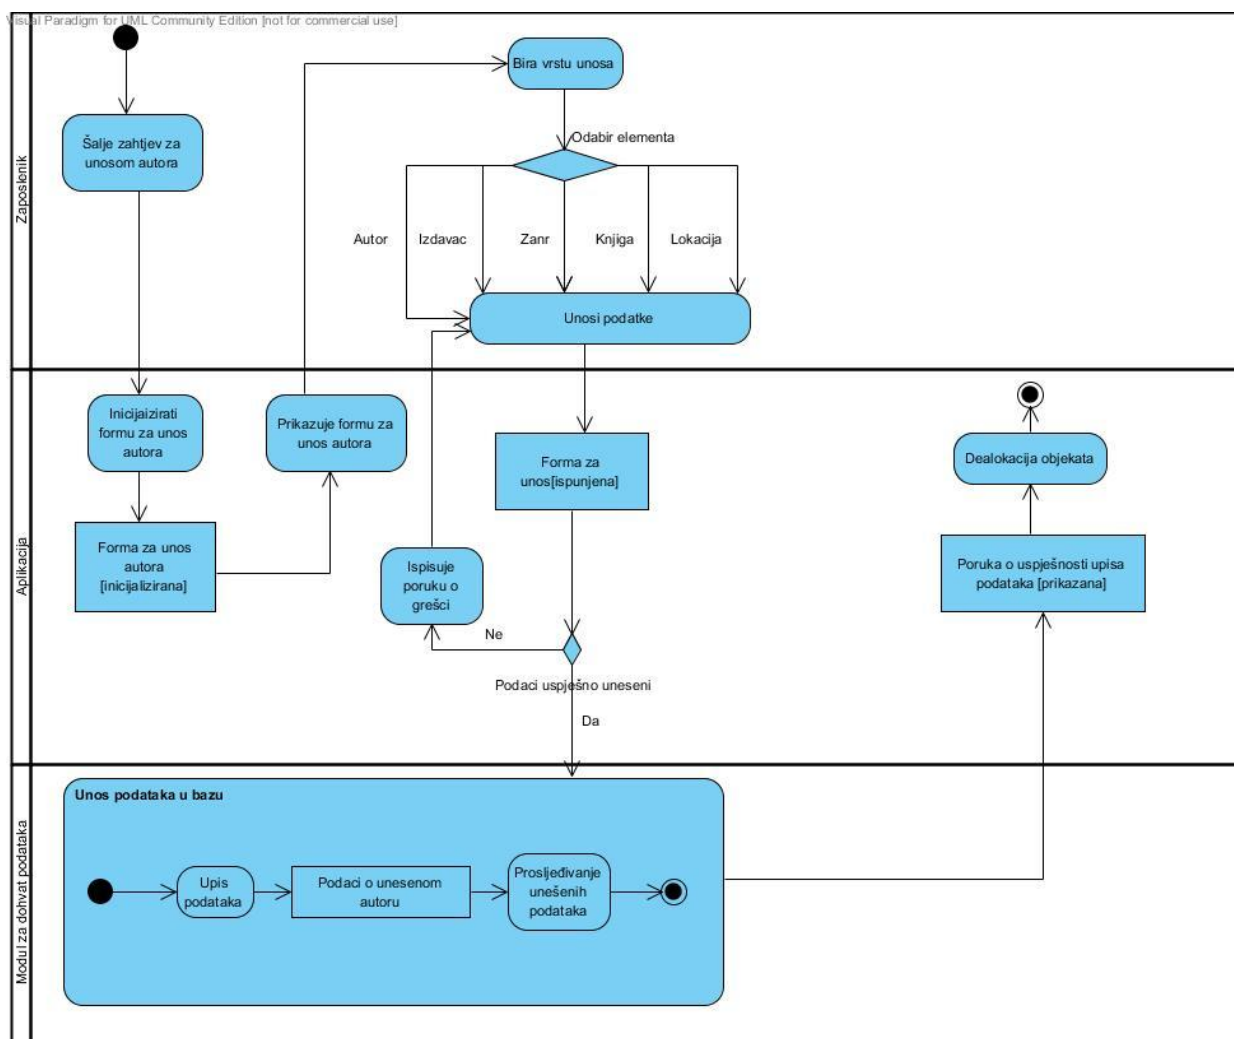 Visual Paradigm for UML Community Edition [not for commercial use]
Zaposlenik
Šalje zahtjev za
unosom autora
Bira vrstu unosa
Odabir elementa
Autor
Izdavac
Zanr
Knjiga
Lokacija
Unosi podatke
Aplikacija
Inicijaizirati
formu za unos
autora
Prikazuje formu za
unos autora
Forma za unos
autora
[inicijalizirana]
Forma za
unos[ispunjena]
Ispisuje
poruku o
grešci
Ne
Podaci uspješno uneseni
Da
Dealokacija objekata
Poruka o uspješnosti upisa
podataka [prikazana]
Modul za dohvat podataka
Unos podataka u bazu
Upis
podataka
Podaci o unesenom
autoru
Prosljeđivanje
unešenih
podataka